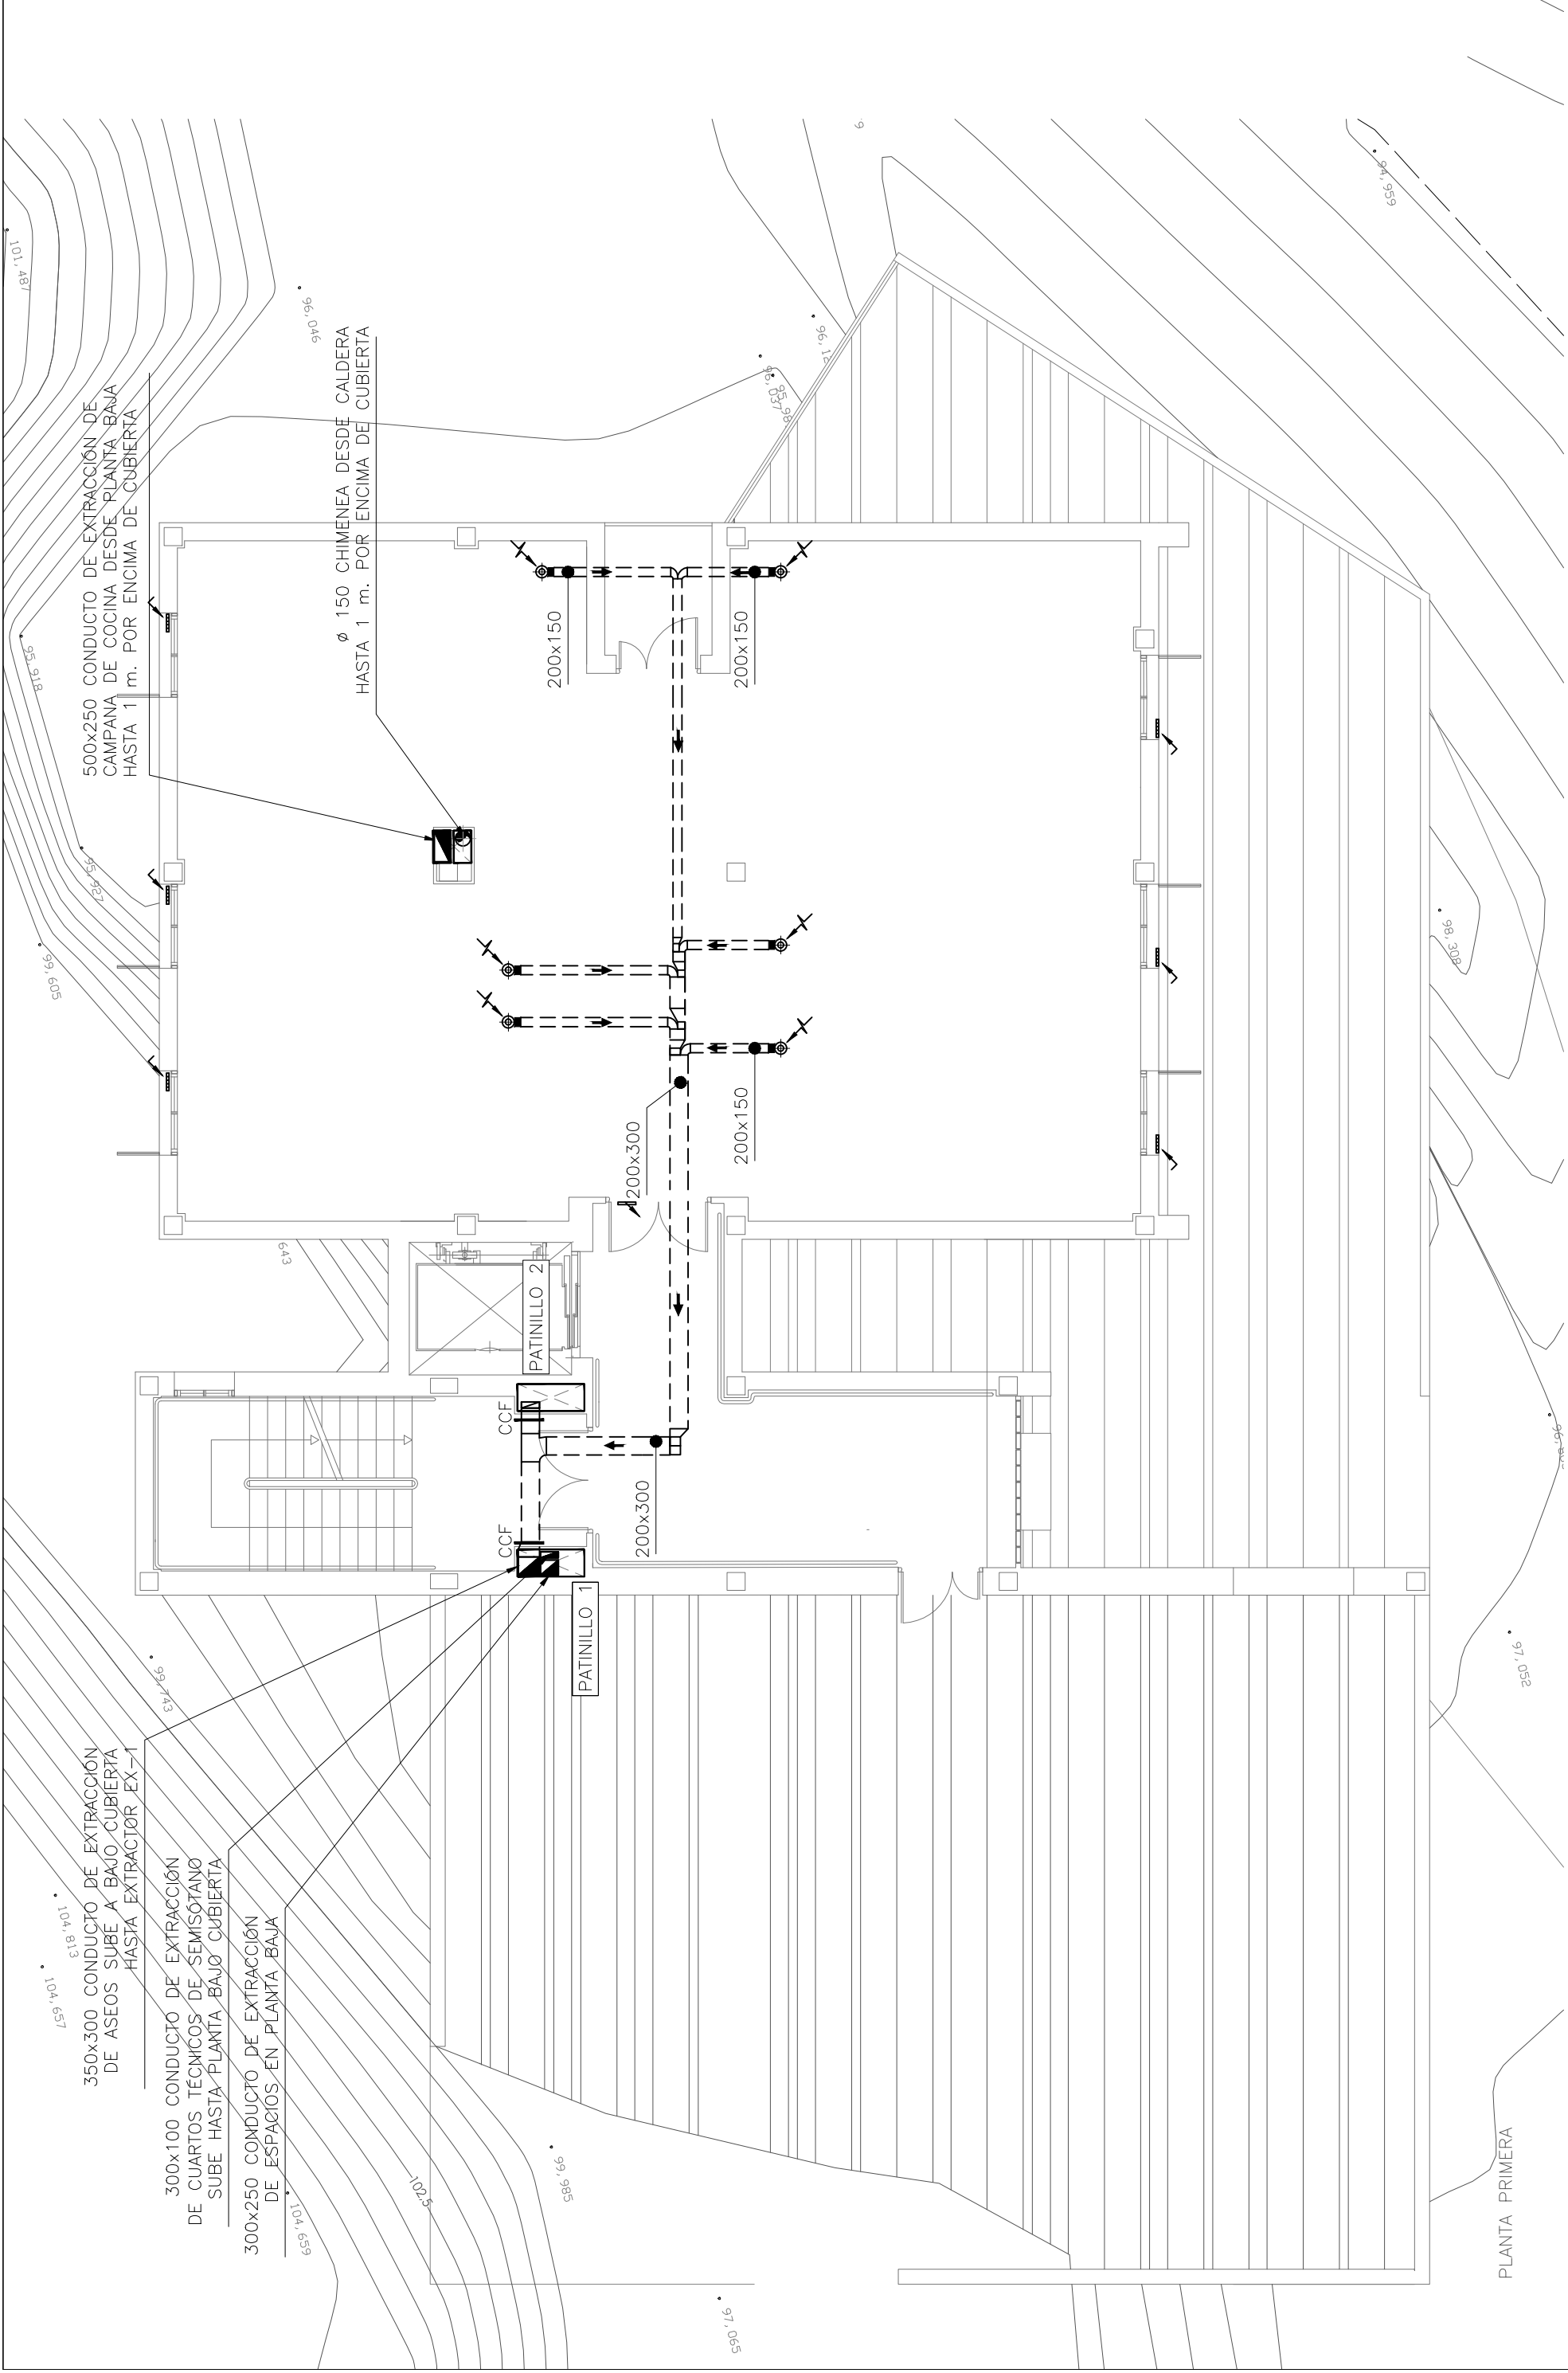 500x250 CONDUCTO DE EXTRACCIÓN DE
CAMPANA DE COCINA DESDE PLANTA BAJA
HASTA 1 m. POR ENCIMA DE CUBIERTA
ø 150 CHIMENEA DESDE CALDERA
HASTA 1 m. POR ENCIMA DE CUBIERTA
350x300 CONDUCTO DE EXTRACCIÓN
DE ASEOS SUBE A BAJO CUBIERTA
HASTA EXTRACTOR EX-1
300x100 CONDUCTO DE EXTRACCIÓN
DE CUARTOS TÉCNICOS DE SEMISÓTANO
SUBE HASTA PLANTA BAJO CUBIERTA
300x250 CONDUCTO DE EXTRACCIÓN
DE ESPACIOS EN PLANTA BAJA
PATINILLO 1
PATINILLO 2
CCF
CCF
200x300
200x300
200x150
200x150
200x150
101,487
96,046
95,918
95,927
99,605
643
99,743
104,813
104,657
104,659
102.5
99,985
97,065
97,052
98,308
94,959
96,037
PLANTA PRIMERA